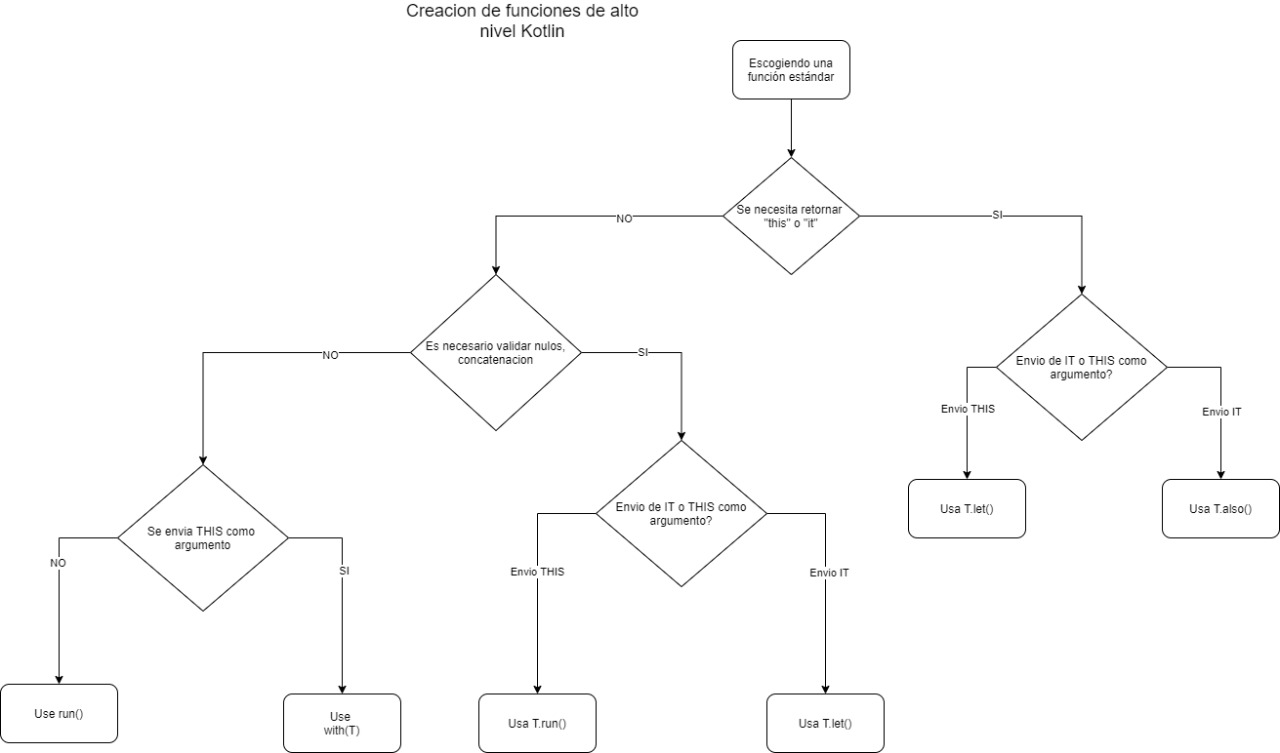 Creacion de funciones de alto
nivel Kotlin
Escogiendo una
función estándar
Se necesita retornar
"this" o "it"
NO
SI
Es necesario validar nulos,
concatenacion
NO
SI
Envio de IT o THIS como
argumento?
Envio THIS
Envio IT
Usa T.let()
Usa T.also()
Se envia THIS como
argumento
NO
SI
Envio de IT o THIS como
argumento?
Envio THIS
Envio IT
Use run()
Use
with(T)
Usa T.run()
Usa T.let()